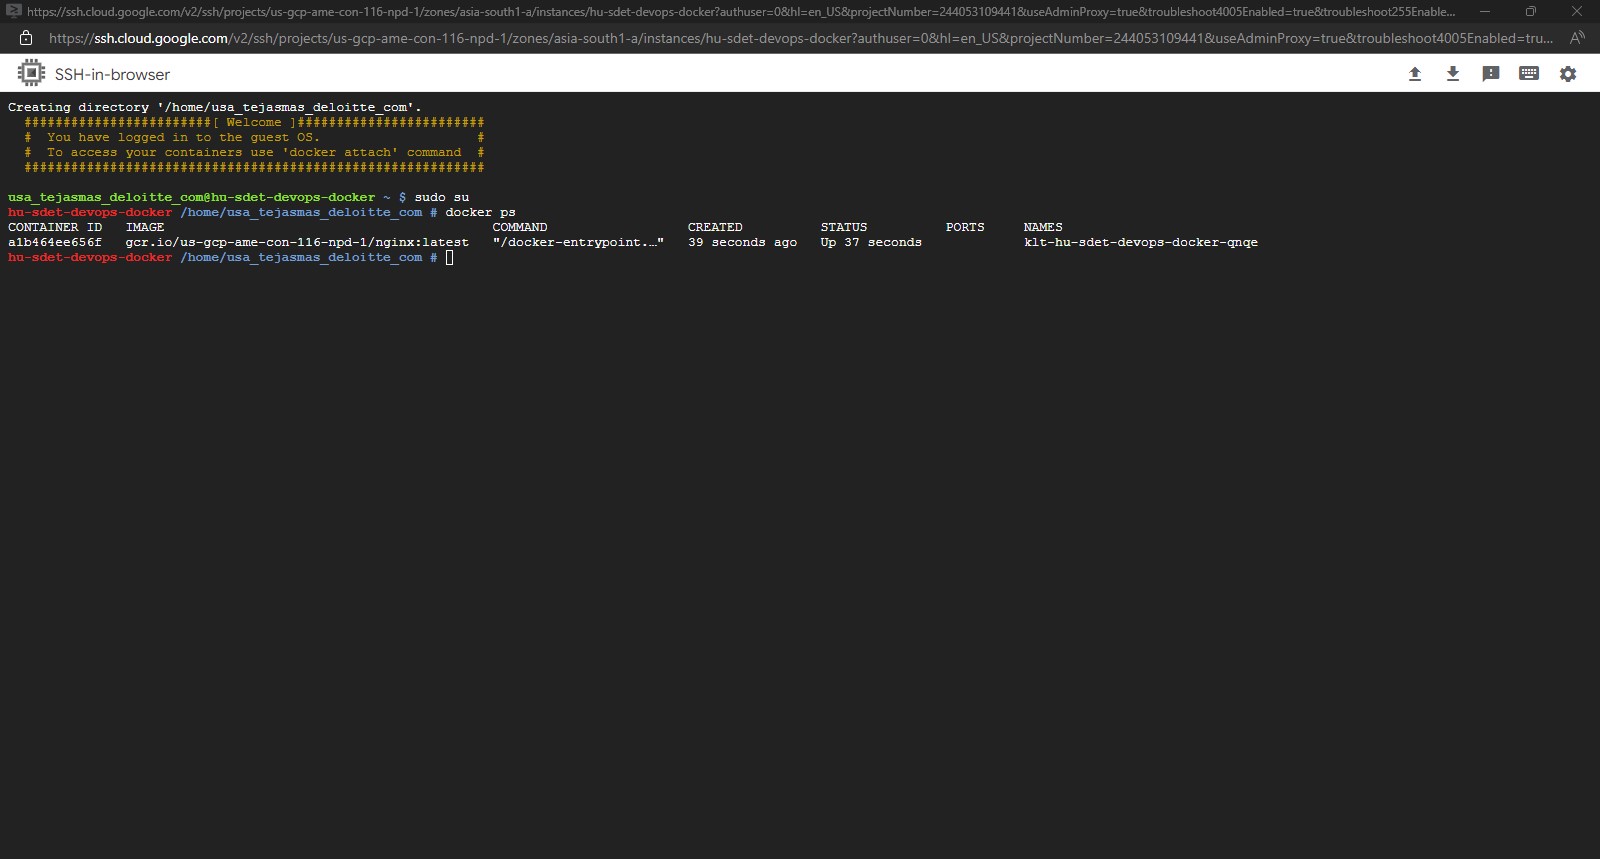 https://ssh.cloud.google.com/v2/ssh/projects/us-gcp-ame-con-116-npd-1/zones/asia-south1-a/instances/hu-sdet-devops-docker?authuser=0&hl=en_US&projectNumber=244053109441&useAdminProxy=true&troubleshoot4005Enabled=true&troubleshoot255Enable...
https://ssh.cloud.google.com/v2/ssh/projects/us-gcp-ame-con-116-npd-1/zones/asia-south1-a/instances/hu-sdet-devops-docker?authuser=0&hl=en_US&projectNumber=244053109441&useAdminProxy=true&troubleshoot4005Enabled=tru...
SSH-in-browser
Creating directory '/home/usa_tejasmas_deloitte_com'.
########################[ Welcome ]########################
#  You have logged in to the guest OS.                    #
#  To access your containers use 'docker attach' command  #
###########################################################
usa_tejasmas_deloitte_com@hu-sdet-devops-docker ~ $ sudo su
hu-sdet-devops-docker /home/usa_tejasmas_deloitte_com # docker ps
CONTAINER ID   IMAGE   COMMAND   CREATED   STATUS   PORTS   NAMES
a1b464ee656f   gcr.io/us-gcp-ame-con-116-npd-1/nginx:latest   "/docker-entrypoint.…"   39 seconds ago   Up 37 seconds   klt-hu-sdet-devops-docker-qnqe
hu-sdet-devops-docker /home/usa_tejasmas_deloitte_com #